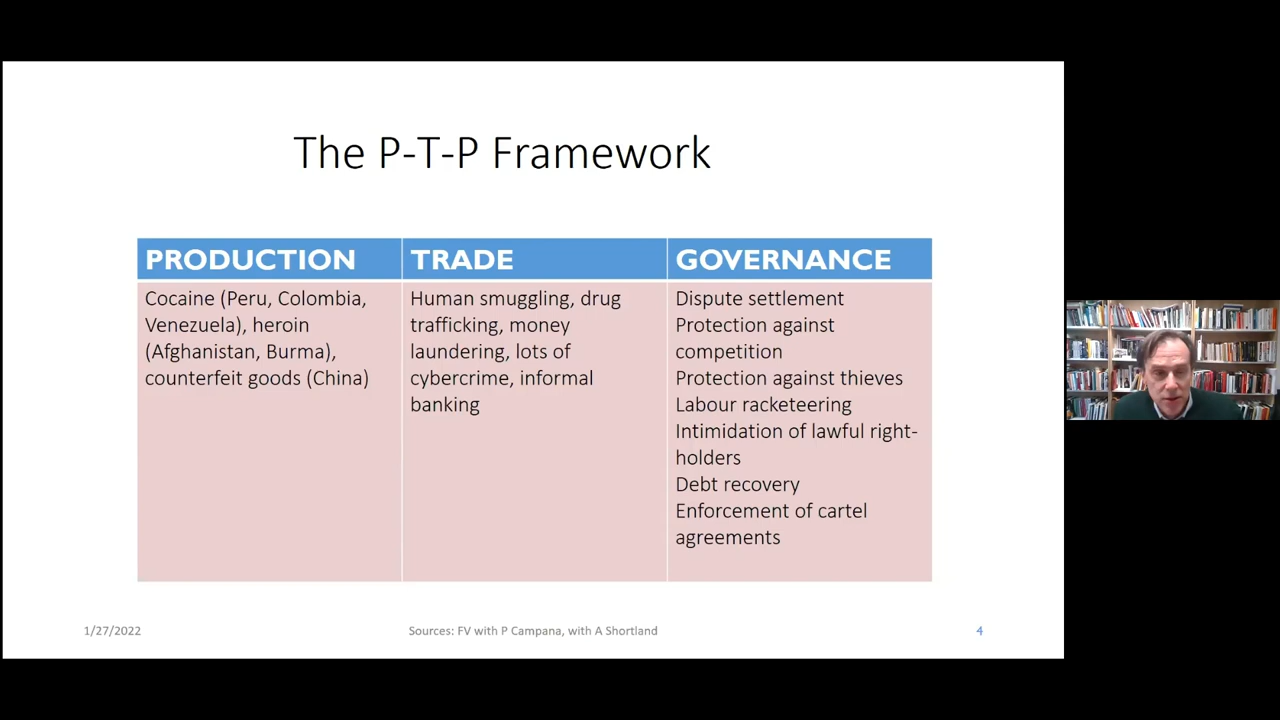 The P-T-P Framework
PRODUCTION
TRADE
GOVERNANCE
Cocaine (Peru, Colombia,
Venezuela), heroin
(Afghanistan, Burma),
counterfeit goods (China)
Human smuggling, drug
trafficking, money
laundering, lots of
cybercrime, informal
banking
Dispute settlement
Protection against
competition
Protection against thieves
Labour racketeering
Intimidation of lawful right-
holders
Debt recovery
Enforcement of cartel
agreements
1/27/2022
Sources: FV with P Campana, with A Shortland
4